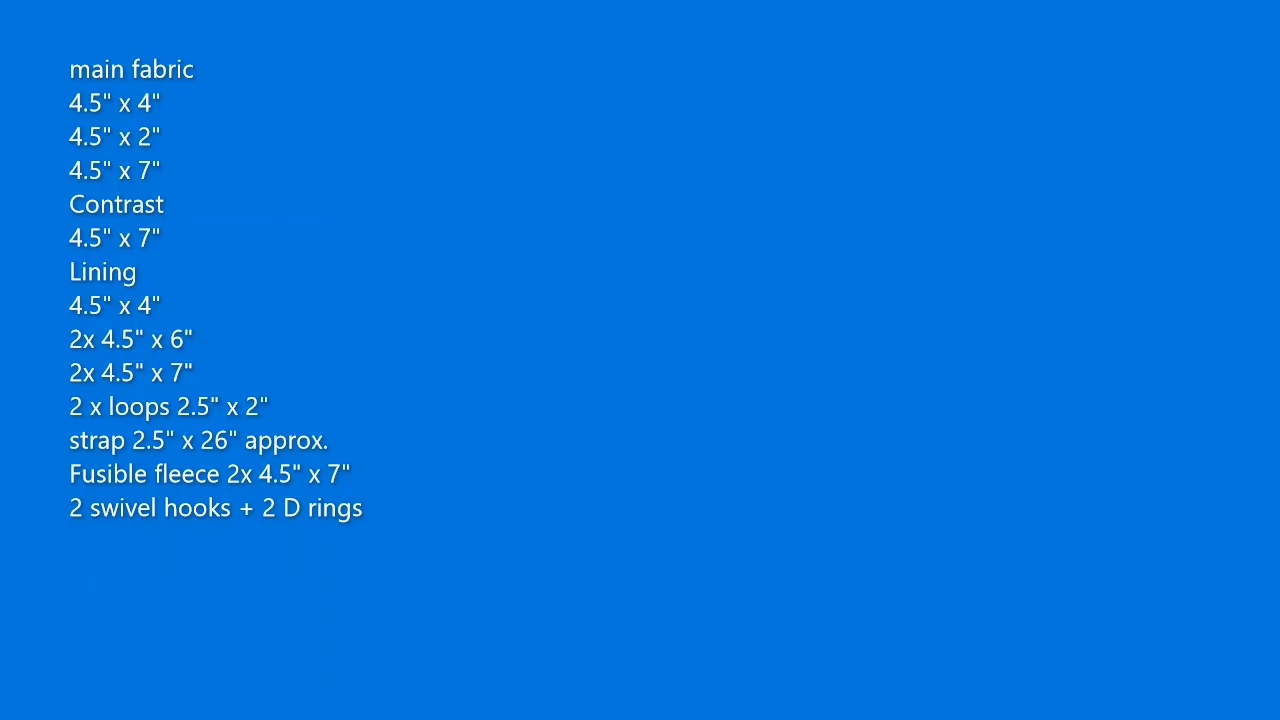 main fabric
4.5" x 4"
4.5" x 2"
4.5" x 7"
Contrast
4.5" x 7"
Lining
4.5" x 4"
2x 4.5" x 6"
2x 4.5" x 7"
2 x loops 2.5" x 2"
strap 2.5" x 26" approx.
Fusible fleece 2x 4.5" x 7"
2 swivel hooks + 2 D rings